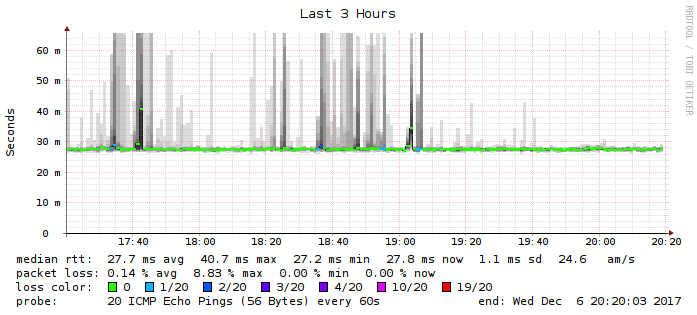 Last 3 Hours
RRDTOOL / TOBI OETIKER
Seconds
60 m
50 m
40 m
30 m
20 m
10 m
0
17:40 18:00 18:20 18:40 19:00 19:20 19:40 20:00 20:20
median rtt: 27.7 ms avg 40.7 ms max 27.2 ms min 27.8 ms now 1.1 ms sd 24.6 am/s
packet loss: 0.14 % avg 8.83 % max 0.00 % min 0.00 % now
loss color: 0 1/20 2/20 3/20 4/20 10/20 19/20
probe: 20 ICMP Echo Pings (56 Bytes) every 60s end: Wed Dec 6 20:20:03 2017